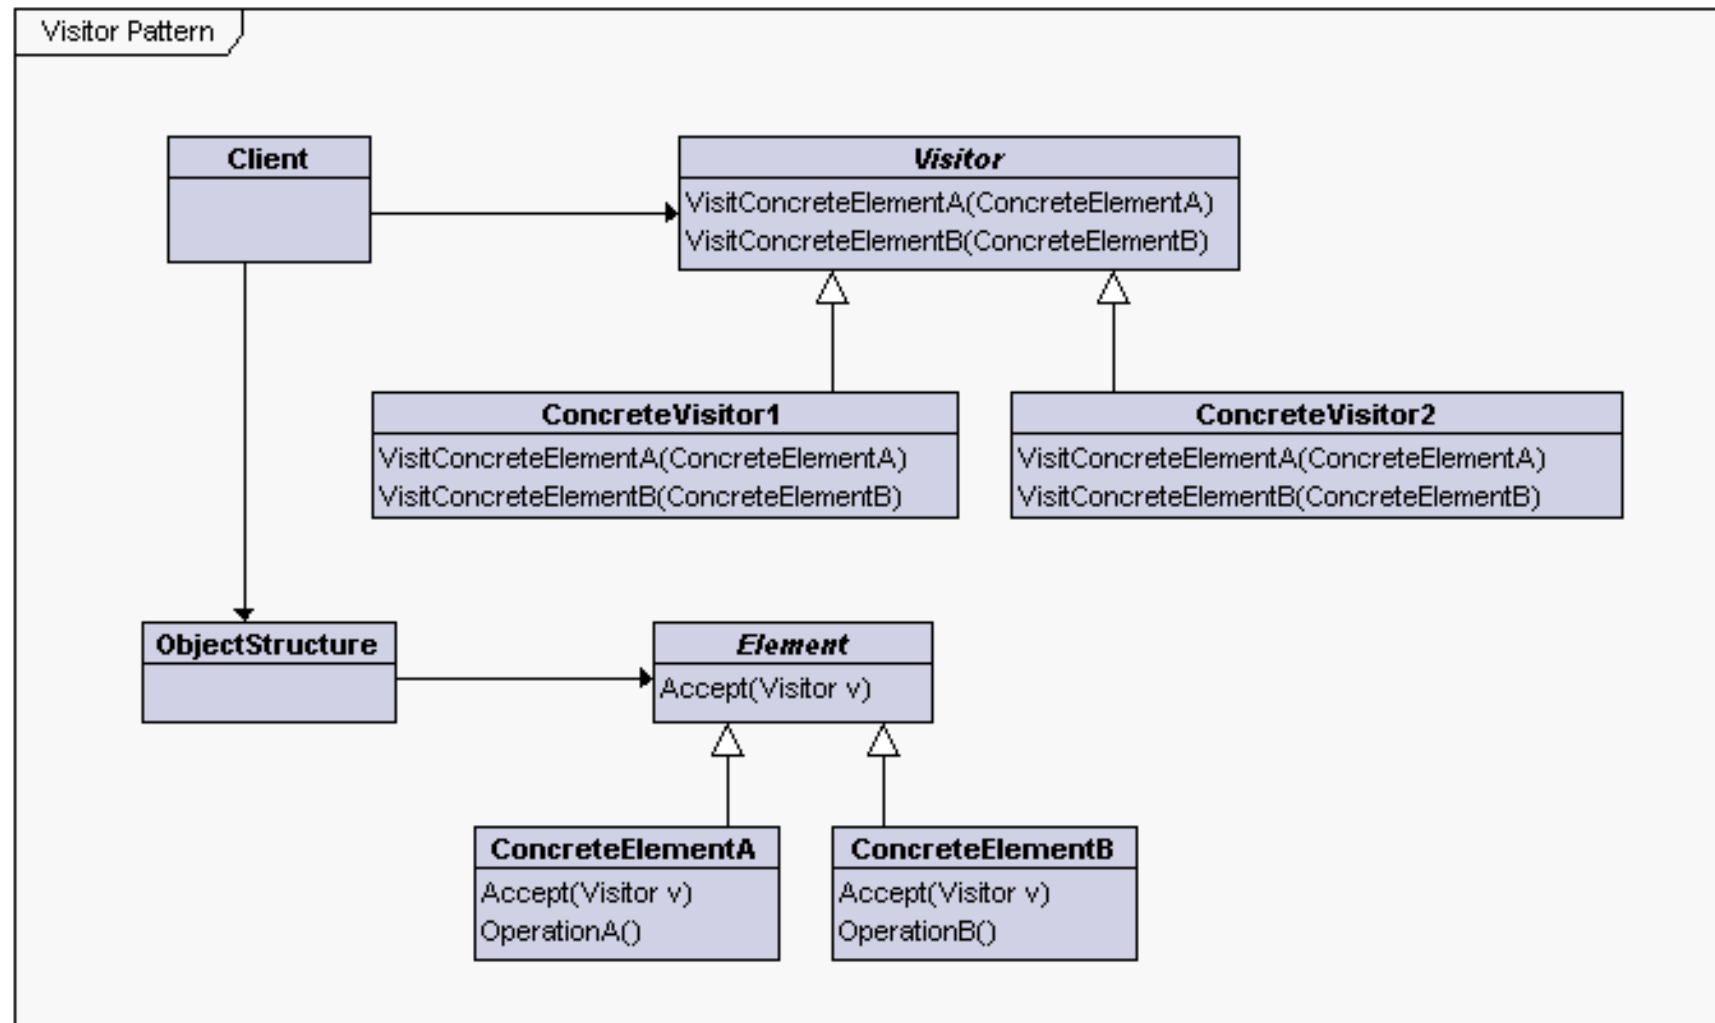 Visitor Pattern
Client
Visitor
VisitConcreteElementA(ConcreteElementA)
VisitConcreteElementB(ConcreteElementB)
ConcreteVisitor1
VisitConcreteElementA(ConcreteElementA)
VisitConcreteElementB(ConcreteElementB)
ConcreteVisitor2
VisitConcreteElementA(ConcreteElementA)
VisitConcreteElementB(ConcreteElementB)
ObjectStructure
Element
Accept(Visitor v)
ConcreteElementA
Accept(Visitor v)
OperationA()
ConcreteElementB
Accept(Visitor v)
OperationB()